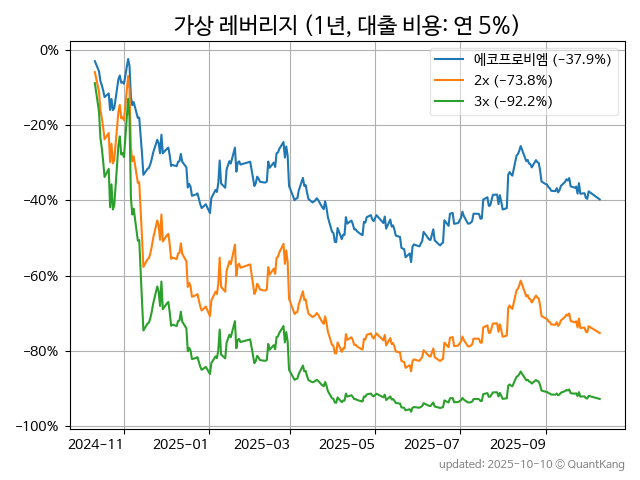 가상 레버리지 (1년, 대출 비용: 연 5%)
에코프로비엠 (−37.9%)
2x (−73.8%)
3x (−92.2%)
0%
−20%
−40%
−60%
−80%
−100%
2024-11 2025-01 2025-03 2025-05 2025-07 2025-09
updated: 2025-10-10 © QuantKang